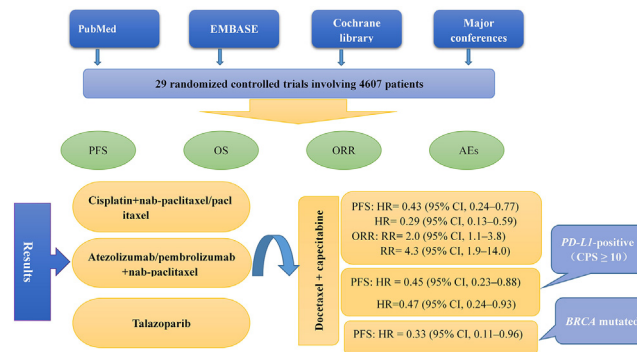 PubMed
EMBASE
Cochrane
library
Major
conferences
29 randomized controlled trials involving 4607 patients
PFS
OS
ORR
AEs
Results
Cisplatin+nab-paclitaxel/pacl
itaxel
Atezolizumab/pembrolizumab
+nab-paclitaxel
Talazoparib
Docetaxel + capecitabine
PFS: HR= 0.43 (95% CI, 0.24–0.77)
HR= 0.29 (95% CI, 0.13–0.59)
ORR: RR= 2.0 (95% CI, 1.1–3.8)
RR= 4.3 (95% CI, 1.9–14.0)
PFS: HR = 0.45 (95% CI, 0.23–0.88)
HR=0.47 (95% CI, 0.24–0.93)
PFS: HR = 0.33 (95% CI, 0.11–0.96)
PD-L1-positive
（CPS ≥ 10）
BRCA mutated